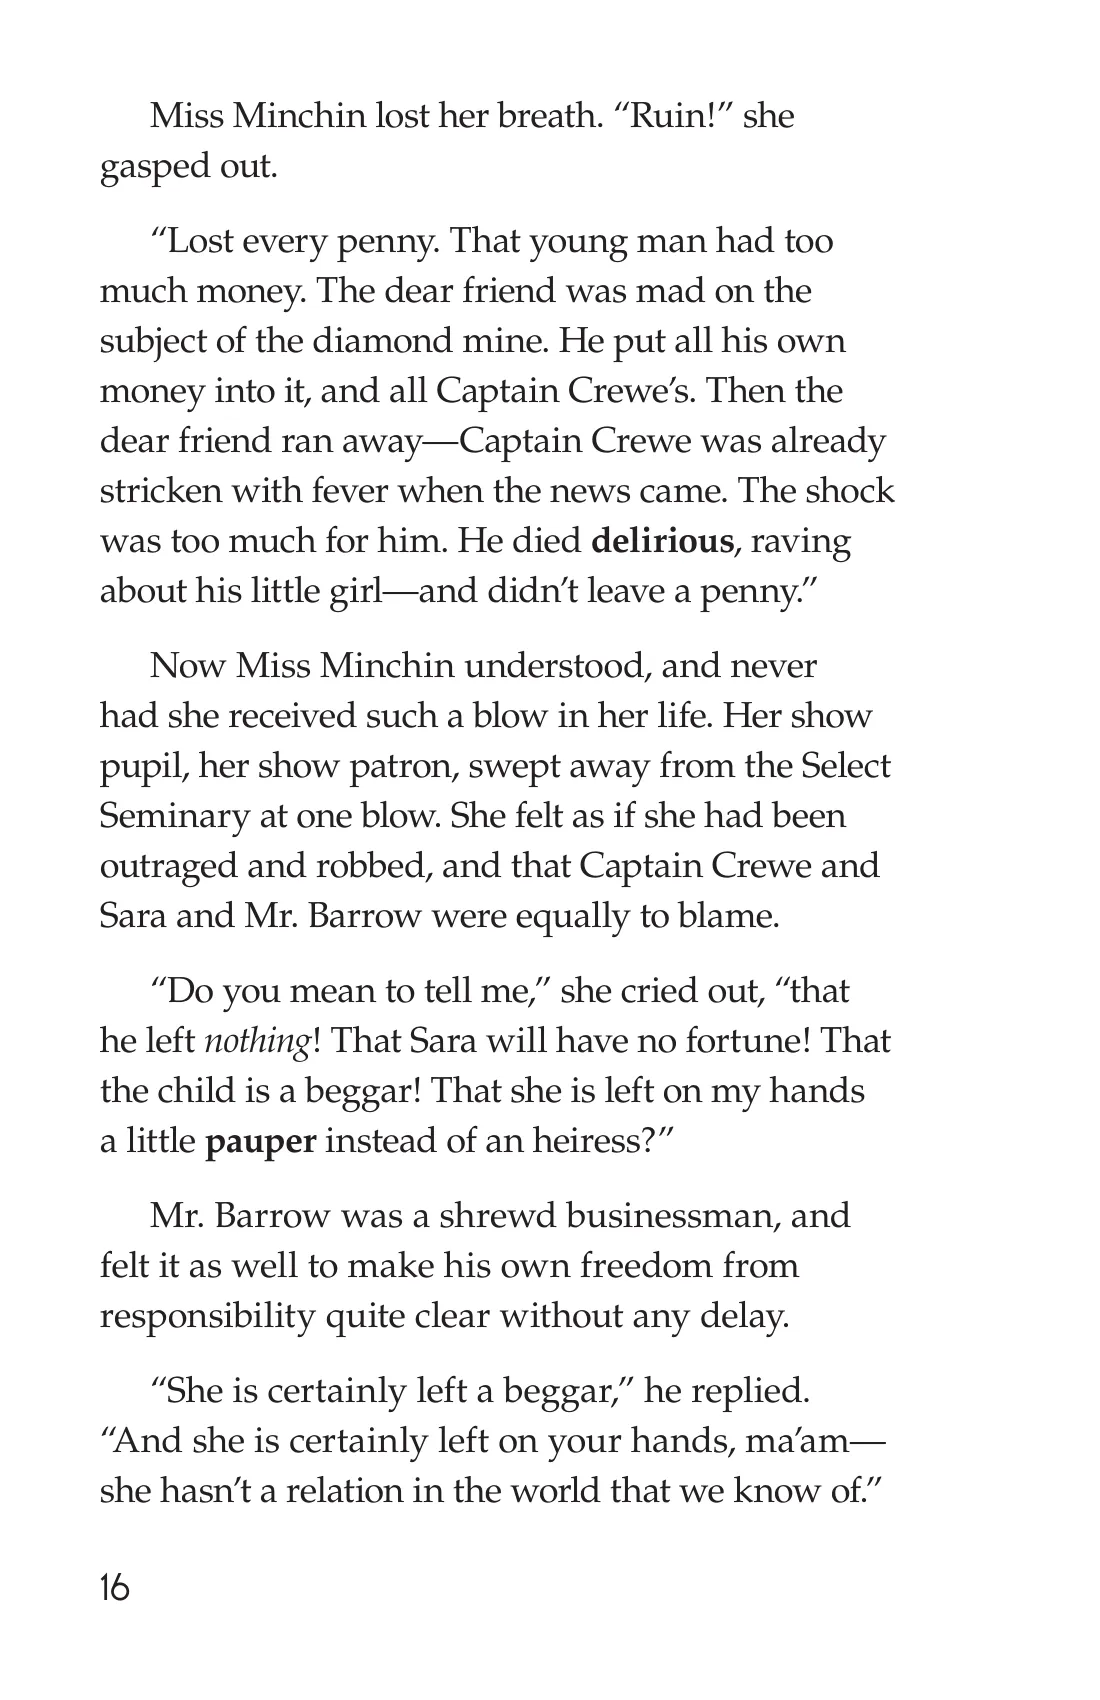 Miss Minchin lost her breath. “Ruin!” she
gasped out.
“Lost every penny. That young man had too
much money. The dear friend was mad on the
subject of the diamond mine. He put all his own
money into it, and all Captain Crewe’s. Then the
dear friend ran away—Captain Crewe was already
stricken with fever when the news came. The shock
was too much for him. He died delirious, raving
about his little girl—and didn’t leave a penny.”
Now Miss Minchin understood, and never
had she received such a blow in her life. Her show
pupil, her show patron, swept away from the Select
Seminary at one blow. She felt as if she had been
outraged and robbed, and that Captain Crewe and
Sara and Mr. Barrow were equally to blame.
“Do you mean to tell me,” she cried out, “that
he left nothing! That Sara will have no fortune! That
the child is a beggar! That she is left on my hands
a little pauper instead of an heiress?”
Mr. Barrow was a shrewd businessman, and
felt it as well to make his own freedom from
responsibility quite clear without any delay.
“She is certainly left a beggar,” he replied.
“And she is certainly left on your hands, ma’am—
she hasn’t a relation in the world that we know of.”
16